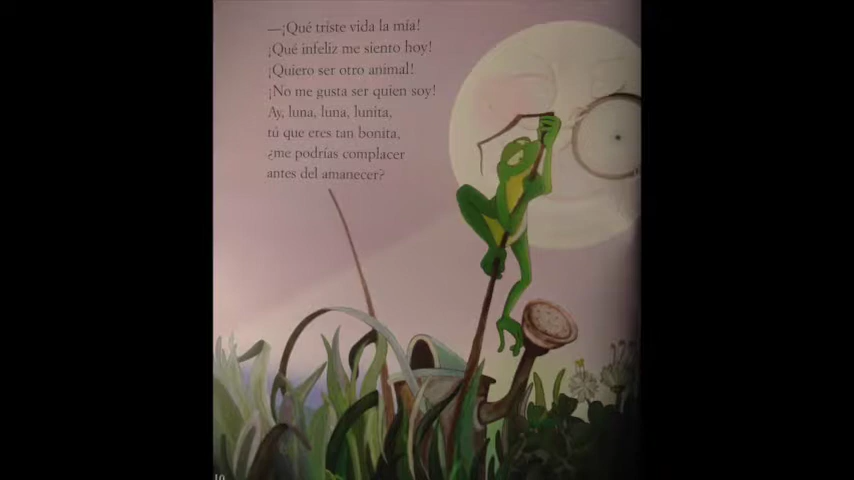 —¡Qué triste vida la mía!
¡Qué infeliz me siento hoy!
¡Quiero ser otro animal!
¡No me gusta ser quien soy!
Ay, luna, luna, lunita,
tú que eres tan bonita,
¿me podrías complacer
antes del amanecer?
10